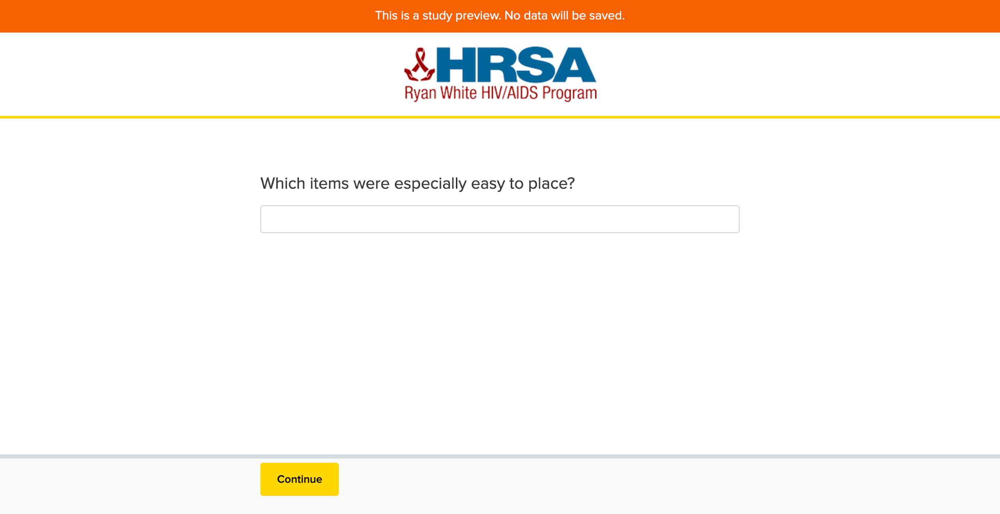 This is a study preview. No data will be saved.
HRSA
Ryan White HIV/AIDS Program
Which items were especially easy to place?
Continue